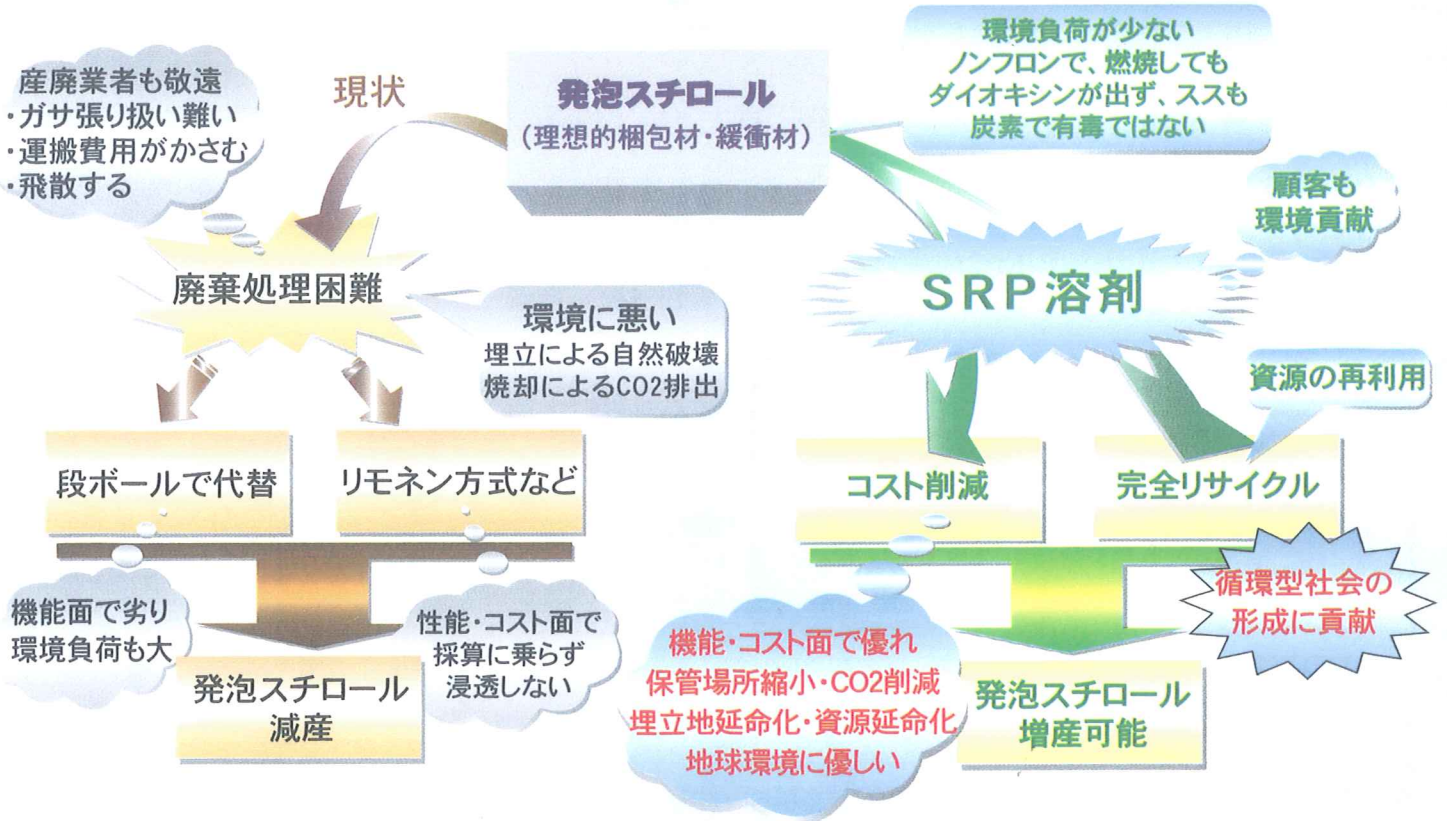 現状
発泡スチロール
(理想的梱包材・緩衝材)
環境負荷が少ない
ノンフロンで、燃焼しても
ダイオキシンが出ず、ススも
炭素で有毒ではない
産廃業者も敬遠
・ガサ張り扱い難い
・運搬費用がかさむ
・飛散する
顧客も
環境貢献
廃棄処理困難
環境に悪い
埋立による自然破壊
焼却によるCO2排出
SRP溶剤
資源の再利用
段ボールで代替
リモネン方式など
コスト削減
完全リサイクル
機能面で劣り
環境負荷も大
性能・コスト面で
採算に乗らず
浸透しない
発泡スチロール
減産
機能・コスト面で優れ
保管場所縮小・CO2削減
埋立地延命化・資源延命化
地球環境に優しい
循環型社会の
形成に貢献
発泡スチロール
増産可能